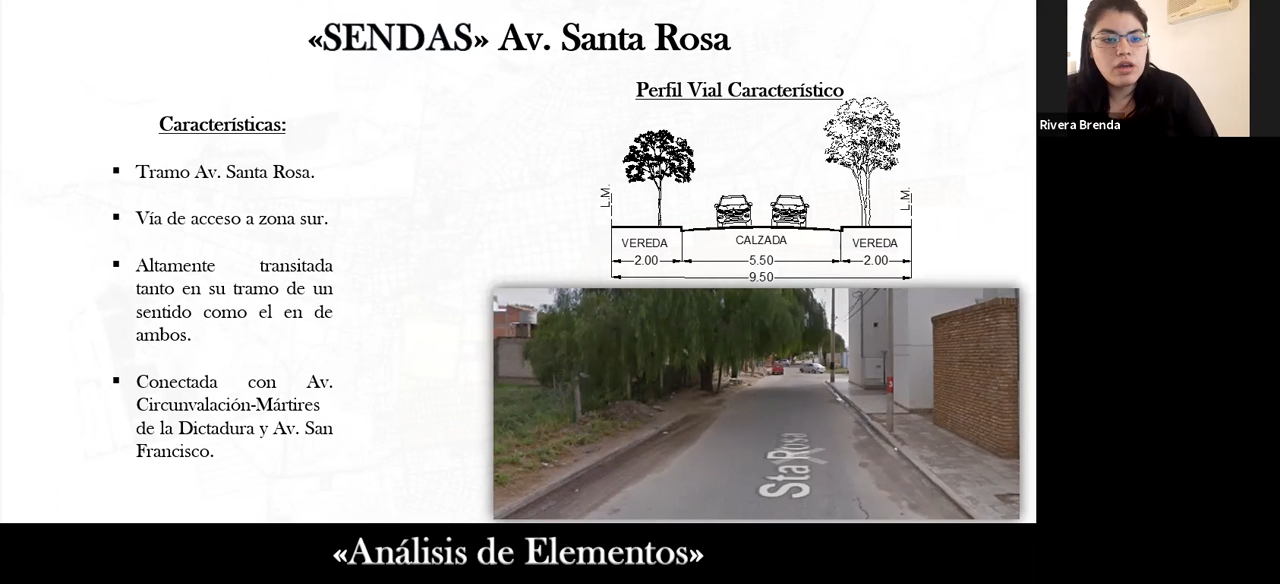 «SENDAS» Av. Santa Rosa
Características:
▪ Tramo Av. Santa Rosa.
▪ Vía de acceso a zona sur.
▪ Altamente transitada
tanto en su tramo de un
sentido como el en de
ambos.
▪ Conectada con Av.
Circunvalación-Mártires
de la Dictadura y Av. San
Francisco.
Perfil Vial Característico
L.M.
L.M.
VEREDA CALZADA VEREDA
2.00 5.50 2.00
9.50
Sta Rosa
«Análisis de Elementos»
Rivera Brenda